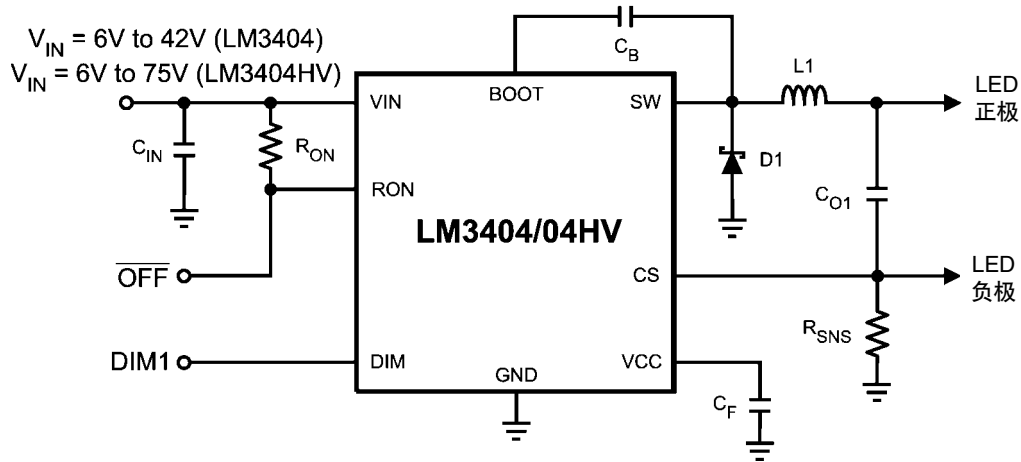 V_IN = 6V to 42V (LM3404)
V_IN = 6V to 75V (LM3404HV)
C_B
L1
LED
正极
VIN
BOOT
SW
C_IN
R_ON
D1
RON
C_O1
LM3404/04HV
OFF
CS
LED
负极
R_SNS
DIM1
DIM
GND
VCC
C_F